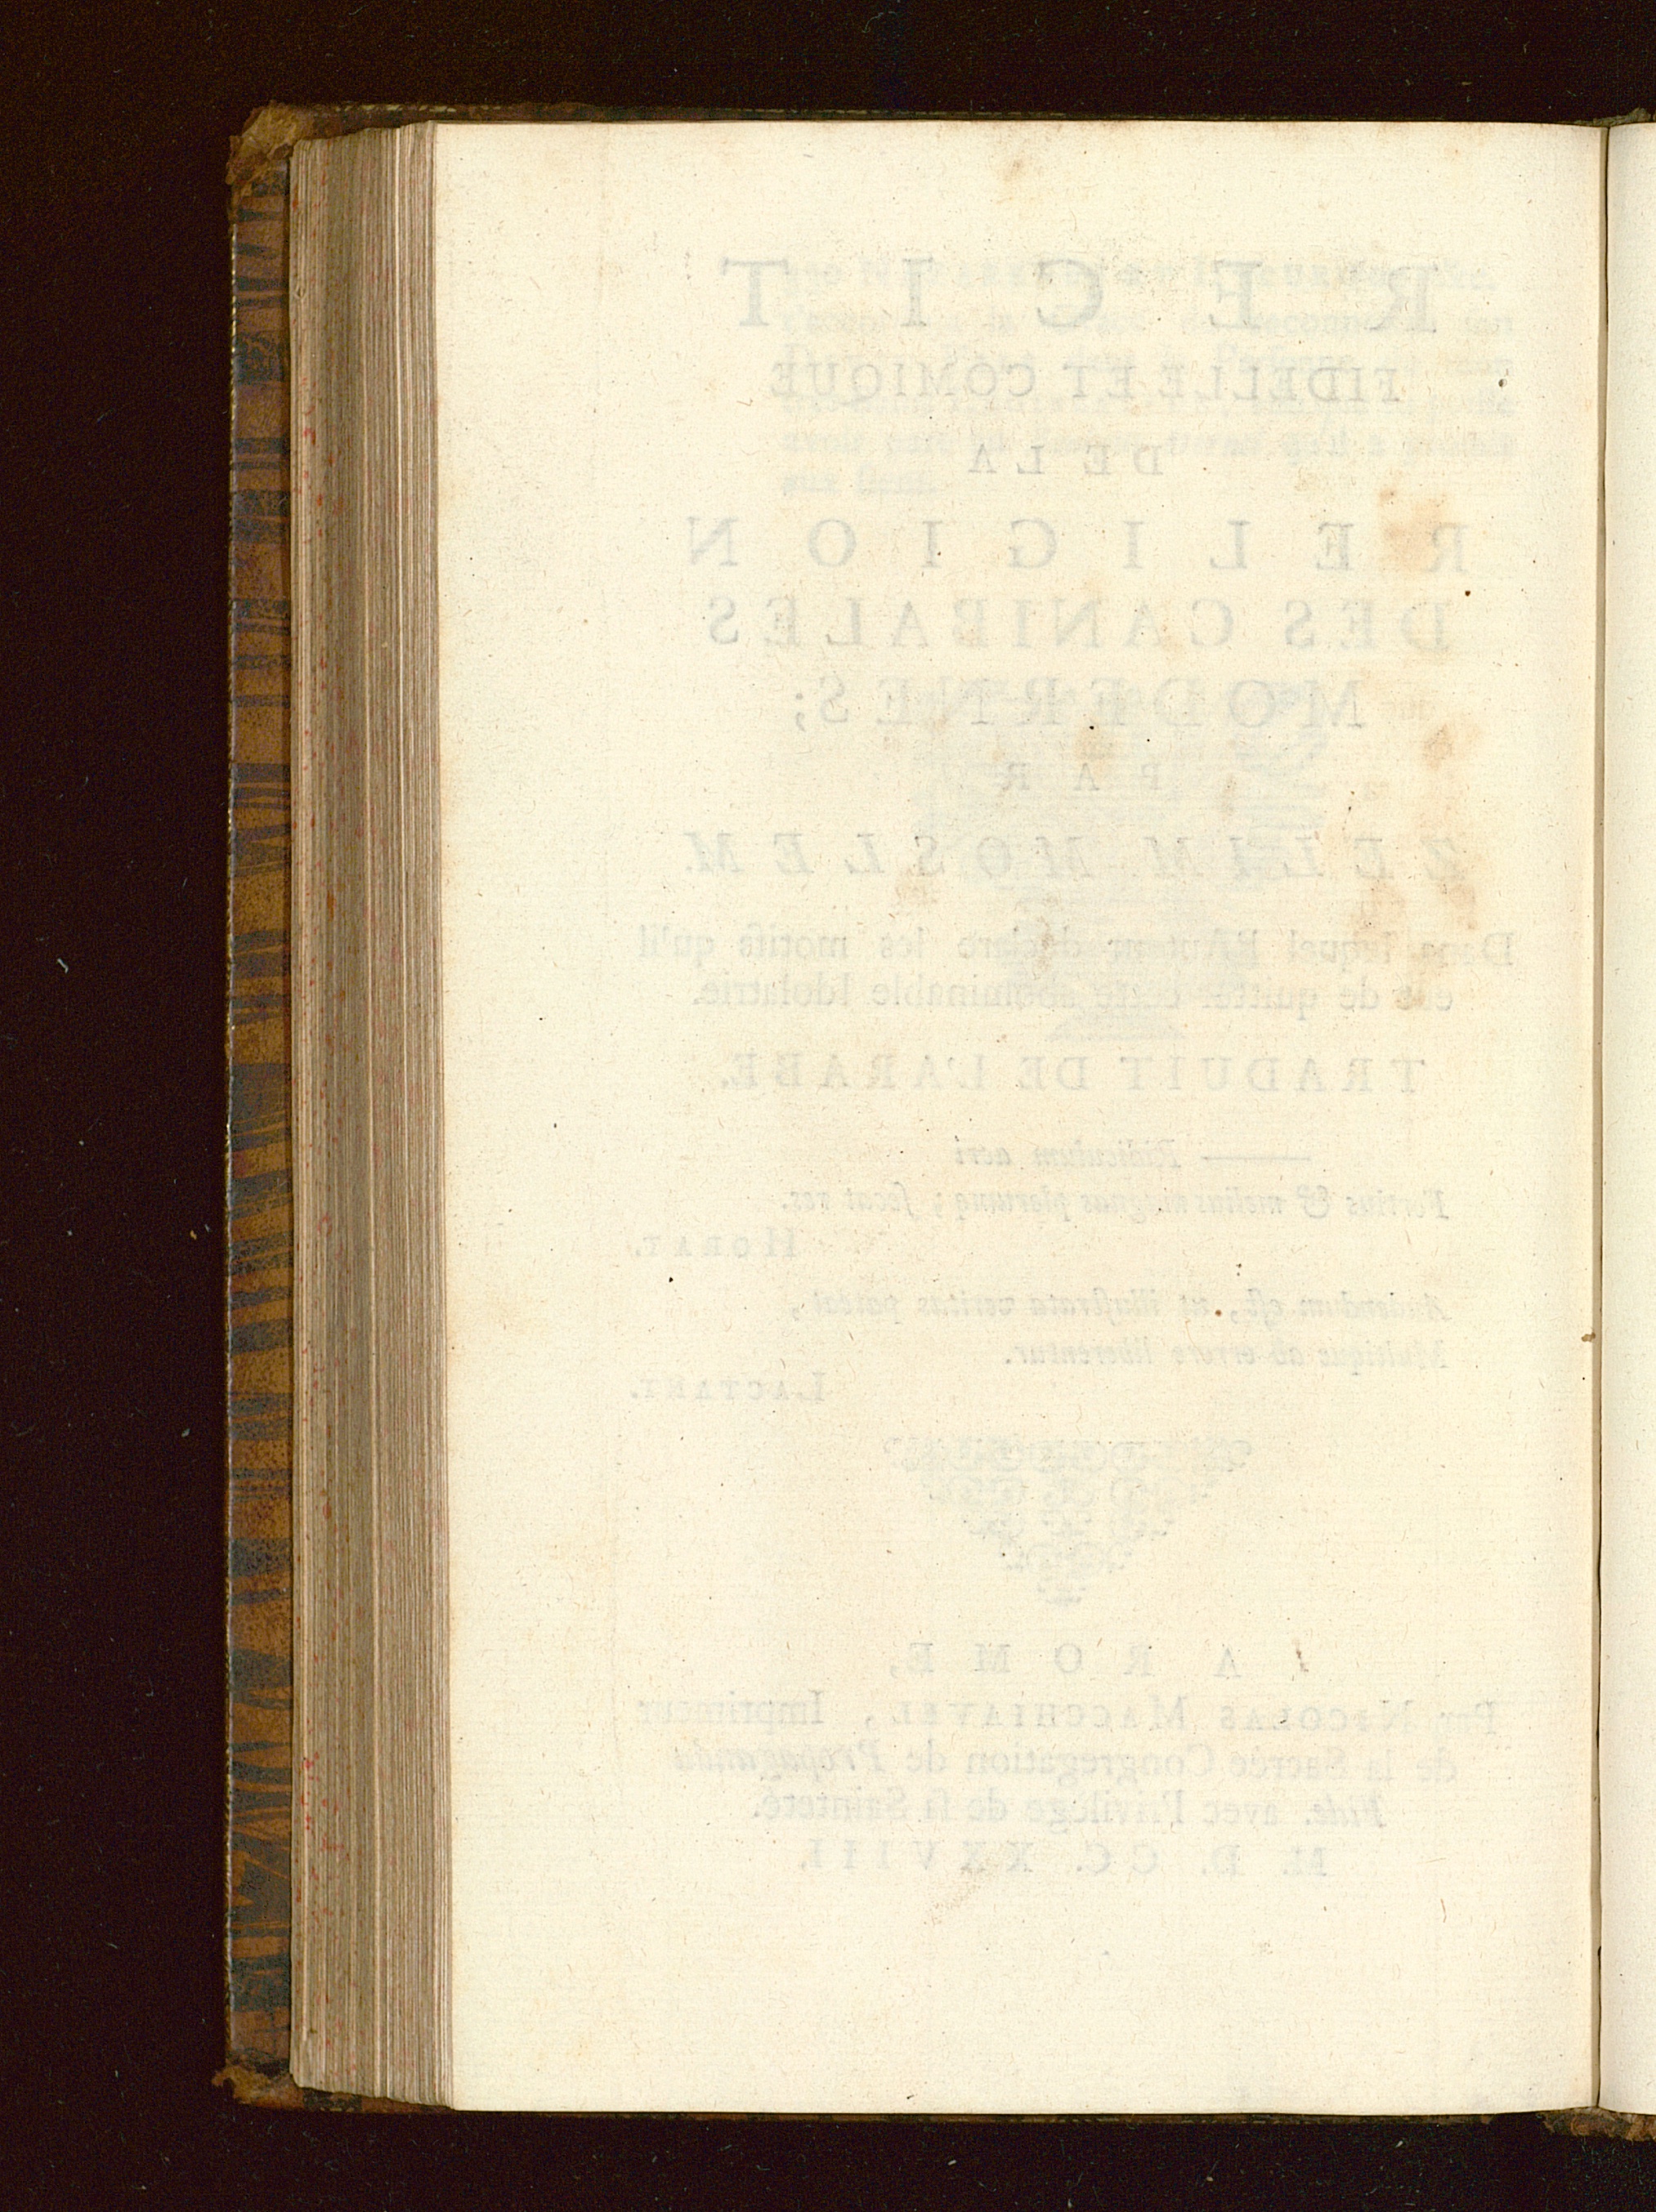 RECIT
FIDELLE ET COMIQUE
DE LA
RELIGION
DES CANIBALES
MODERNES;
PAR
ZELIM MOSLEM.
Dans lequel l'Auteur déclare les motifs qu'il
eut de quitter cette abominable Idolatrie.
TRADUIT DE L'ARABE.
—— Ridiculum acri
Fortius & melius magnas plerunq; secat res.
HORAT.
Audendum est, ut illustrata veritas pateat,
Multique ab errore liberentur.
LACTANT.
A ROME,
Par NICOLAS MACCHIAVEL, Imprimeur
de la Sacrée Congregation de Propaganda
Fide. avec Privilege de sa Sainteté.
M. D. CC. XXVIII.